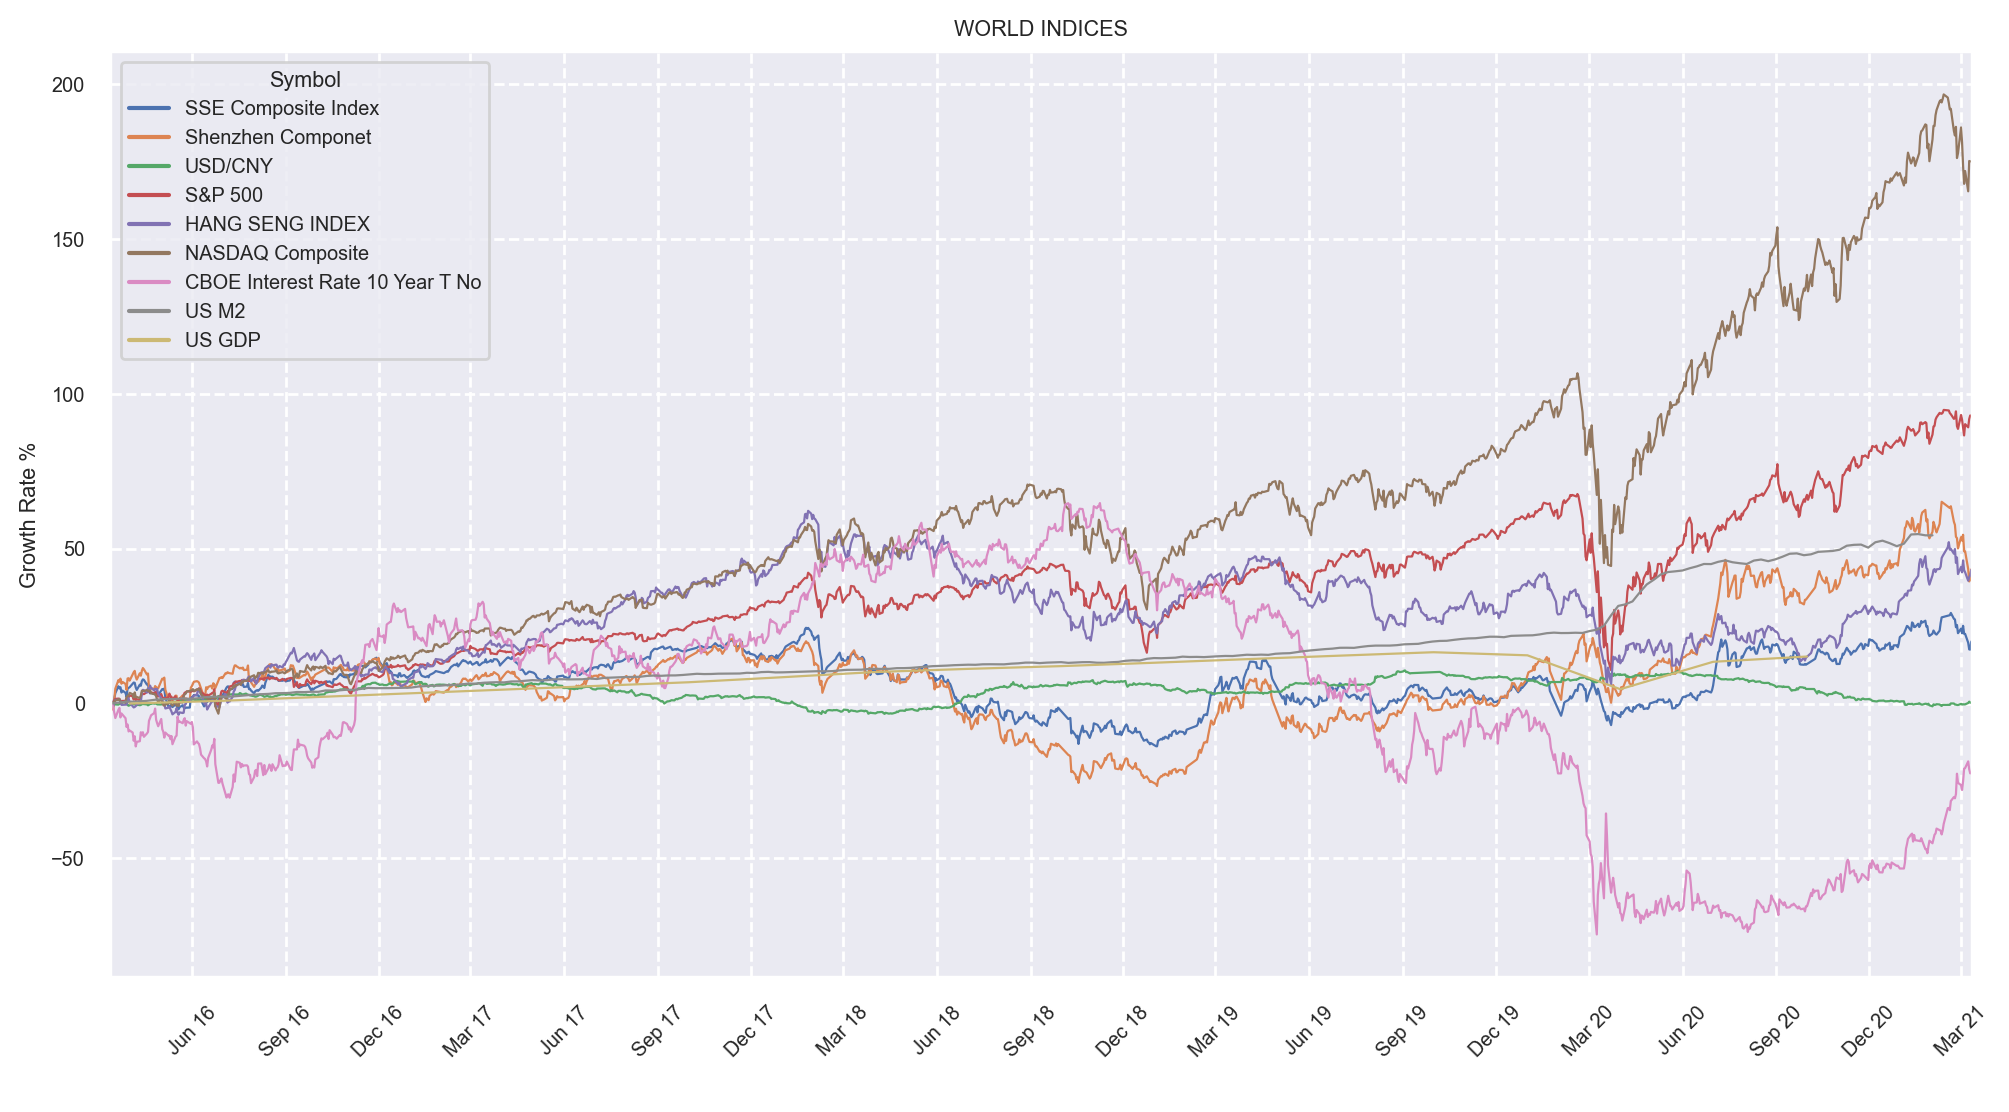 WORLD INDICES
Symbol
SSE Composite Index
Shenzhen Componet
USD/CNY
S&P 500
HANG SENG INDEX
NASDAQ Composite
CBOE Interest Rate 10 Year T No
US M2
US GDP
Growth Rate %
200
150
100
50
0
−50
Jun 16
Sep 16
Dec 16
Mar 17
Jun 17
Sep 17
Dec 17
Mar 18
Jun 18
Sep 18
Dec 18
Mar 19
Jun 19
Sep 19
Dec 19
Mar 20
Jun 20
Sep 20
Dec 20
Mar 21